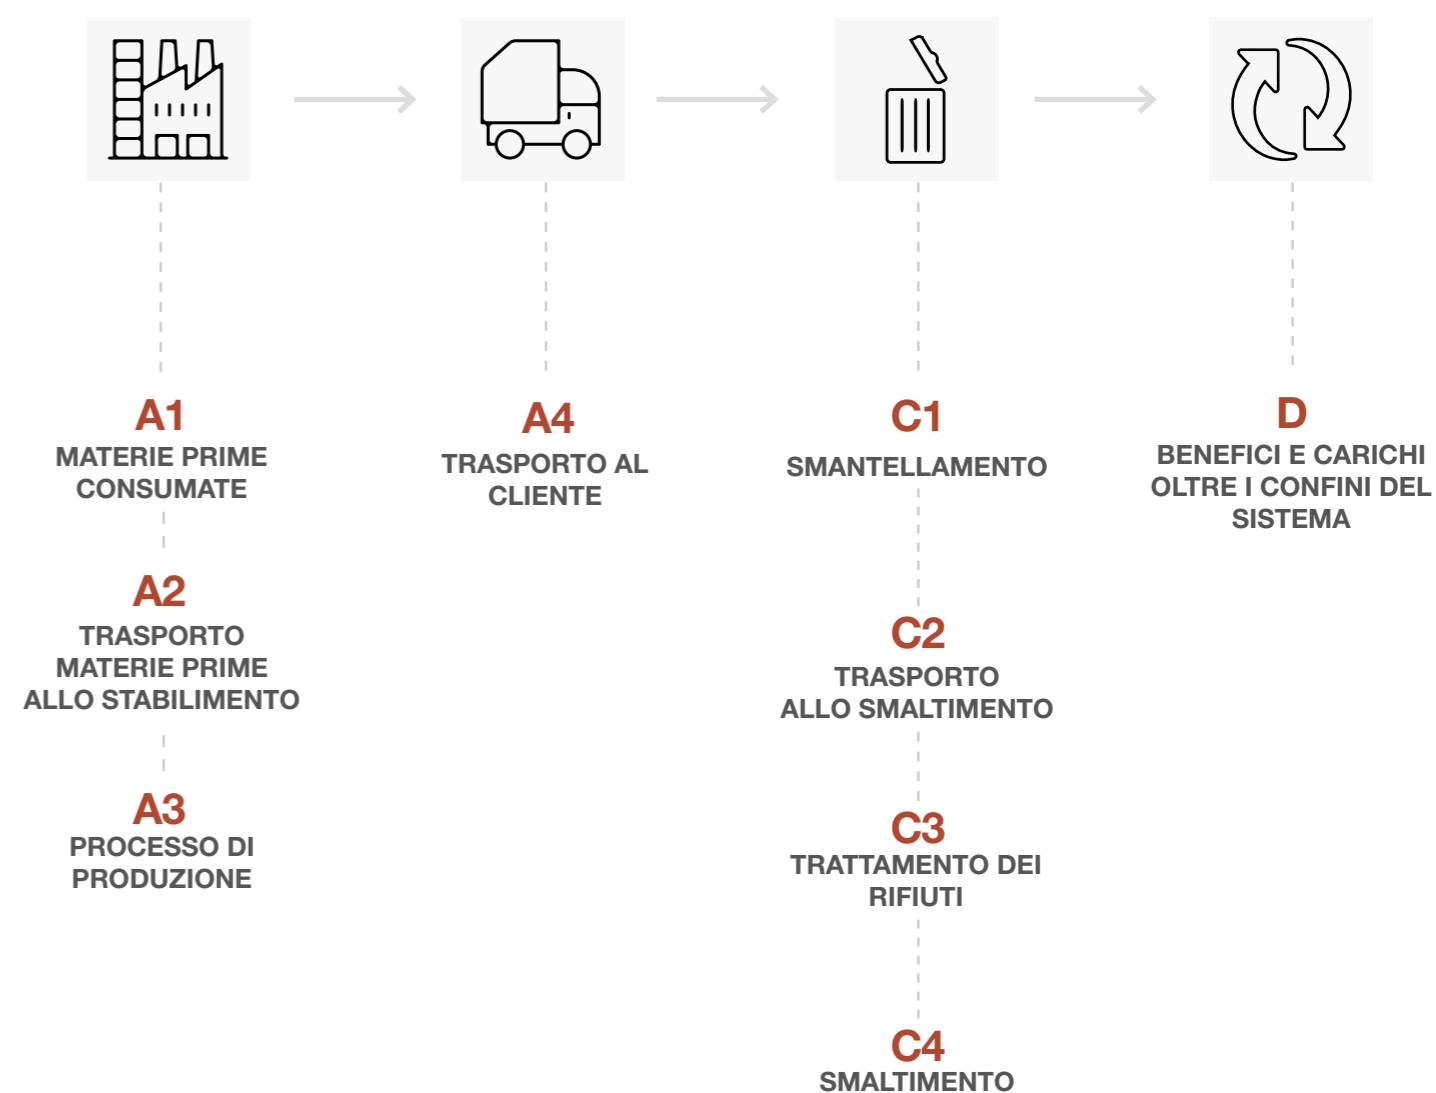 A1
MATERIE PRIME
CONSUMATE
A2
TRASPORTO
MATERIE PRIME
ALLO STABILIMENTO
A3
PROCESSO DI
PRODUZIONE
A4
TRASPORTO AL
CLIENTE
C1
SMANTELLAMENTO
C2
TRASPORTO
ALLO SMALTIMENTO
C3
TRATTAMENTO DEI
RIFIUTI
C4
SMALTIMENTO
D
BENEFICI E CARICHI
OLTRE I CONFINI DEL
SISTEMA